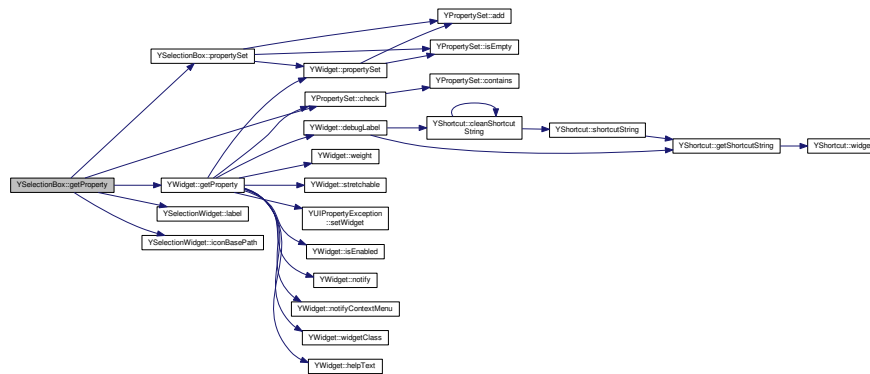 YPropertySet::add
YSelectionBox::propertySet
YPropertySet::isEmpty
YWidget::propertySet
YPropertySet::contains
YPropertySet::check
YWidget::debugLabel
YShortcut::cleanShortcut
String
YShortcut::shortcutString
YShortcut::getShortcutString
YShortcut::widget
YWidget::weight
YSelectionBox::getProperty
YWidget::getProperty
YWidget::stretchable
YSelectionWidget::label
YUIPropertyException
::setWidget
YSelectionWidget::iconBasePath
YWidget::isEnabled
YWidget::notify
YWidget::notifyContextMenu
YWidget::widgetClass
YWidget::helpText